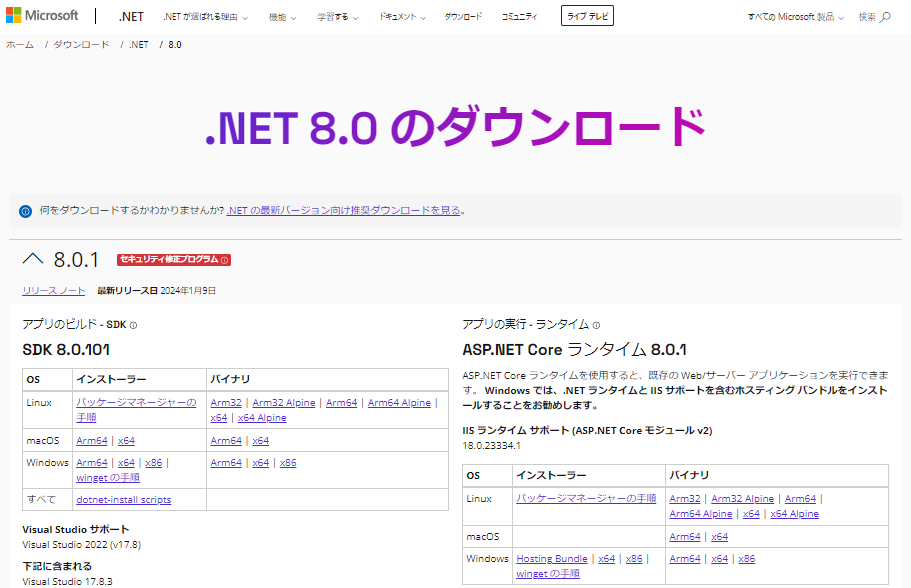 Microsoft
.NET
.NET が選ばれる理由
機能
学習する
ドキュメント
ダウンロード
コミュニティ
ライブ テレビ
すべての Microsoft 製品
検索
ホーム / ダウンロード / .NET / 8.0
.NET 8.0 のダウンロード
何をダウンロードするかわかりませんか? .NET の最新バージョン向け推奨ダウンロードを見る。
8.0.1 セキュリティ修正プログラム
リリース ノート 最新リリース日 2024年1月9日
アプリのビルド - SDK
SDK 8.0.101
OS インストーラー バイナリ
Linux パッケージマネージャーの Arm32 | Arm32 Alpine | Arm64 | Arm64 Alpine |
手順 x64 | x64 Alpine
macOS Arm64 | x64 Arm64 | x64
Windows Arm64 | x64 | x86 | Arm64 | x64 | x86
winget の手順
すべて dotnet-install scripts
Visual Studio サポート
Visual Studio 2022 (v17.8)
下記に含まれる
Visual Studio 17.8.3
アプリの実行 - ランタイム
ASP.NET Core ランタイム 8.0.1
ASP.NET Core ランタイムを使用すると、既存の Web/サーバー アプリケーションを実行できま
す。 Windows では、.NET ランタイムと IIS サポートを含むホスティング バンドルをインスト
ールすることをお勧めします。
IIS ランタイム サポート (ASP.NET Core モジュール v2)
18.0.23334.1
OS インストーラー バイナリ
Linux パッケージマネージャーの手順 Arm32 | Arm32 Alpine | Arm64 |
Arm64 Alpine | x64 | x64 Alpine
macOS Arm64 | x64
Windows Hosting Bundle | x64 | x86 | Arm64 | x64 | x86
winget の手順